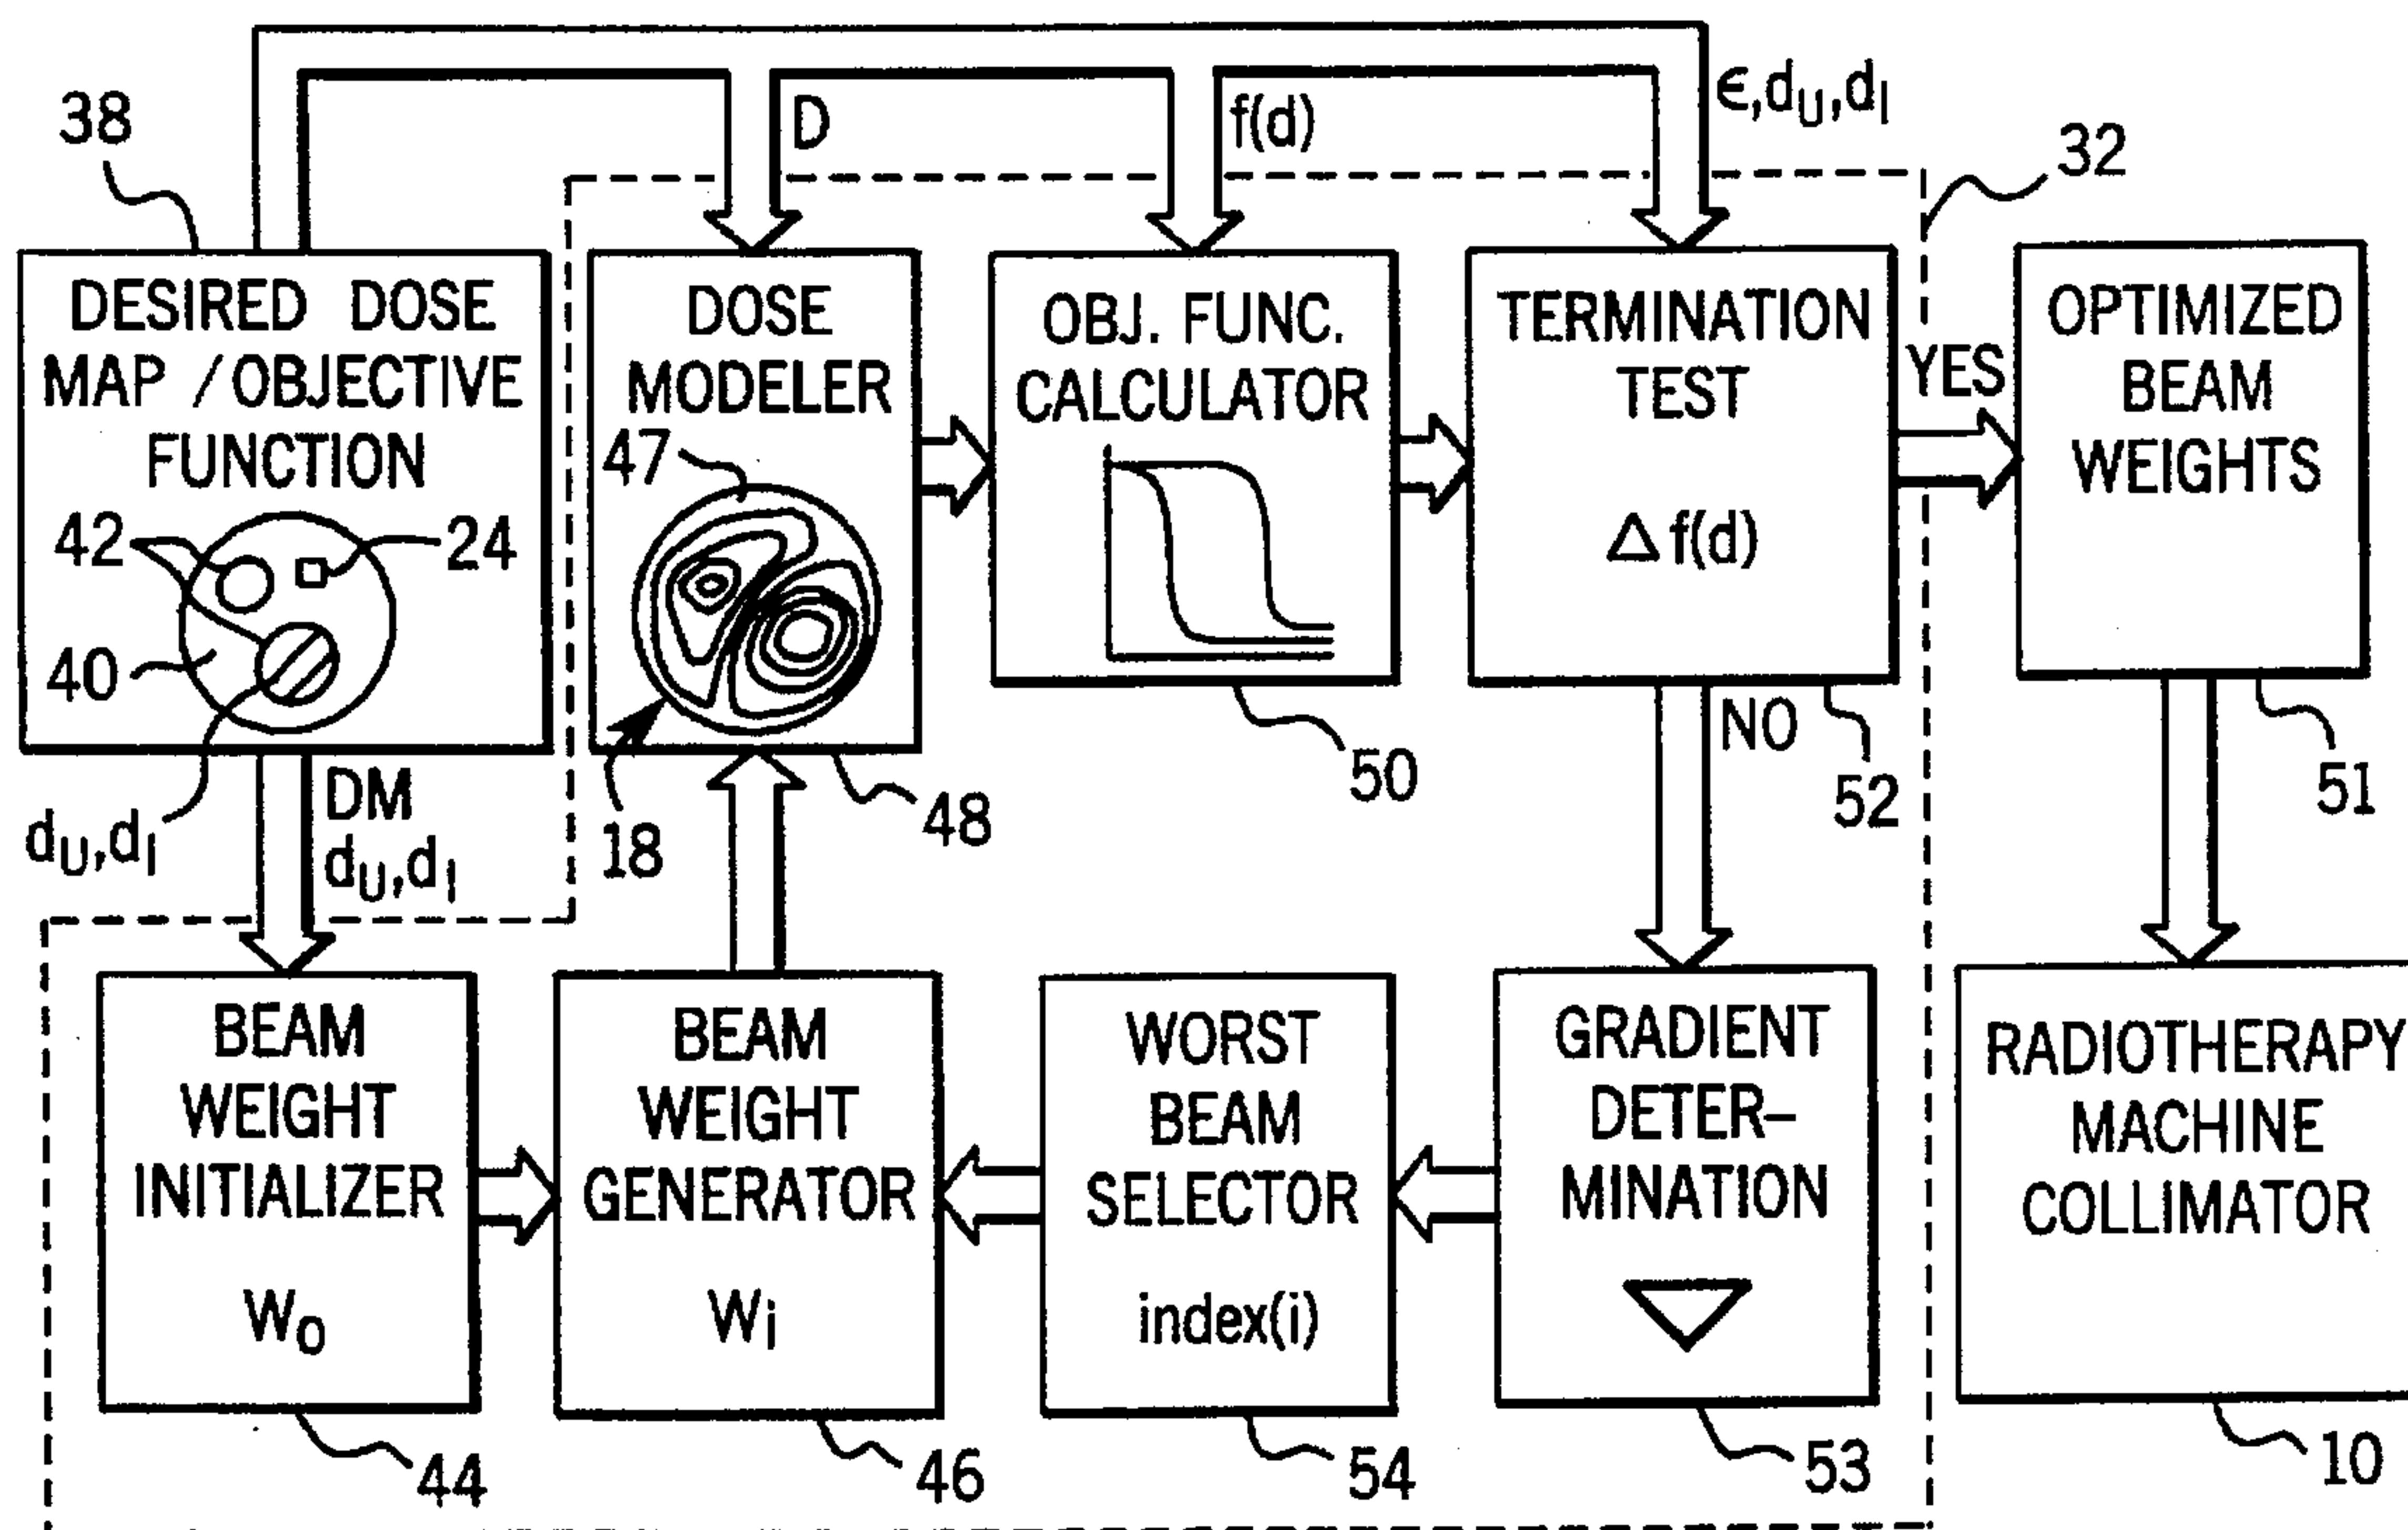 38
D
f(d)
ϵ,dU,dl
32
DESIRED DOSE
MAP /OBJECTIVE
FUNCTION
42
24
40
dU,dl
DM
dU,dl
DOSE
MODELER
47
18
48
OBJ. FUNC.
CALCULATOR
50
TERMINATION
TEST
Δ f(d)
YES
NO
52
OPTIMIZED
BEAM
WEIGHTS
51
BEAM
WEIGHT
INITIALIZER
Wo
44
BEAM
WEIGHT
GENERATOR
Wi
46
WORST
BEAM
SELECTOR
index(i)
54
GRADIENT
DETER-
MINATION
▽
53
RADIOTHERAPY
MACHINE
COLLIMATOR
10